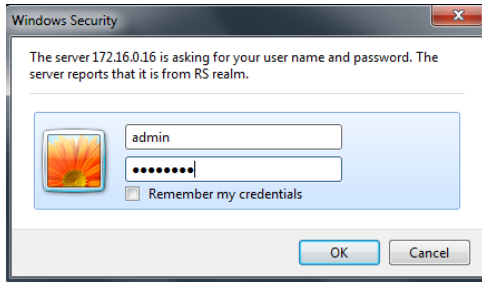 Windows Security
The server 172.16.0.16 is asking for your user name and password. The
server reports that it is from RS realm.
admin
••••••••
Remember my credentials
OK
Cancel